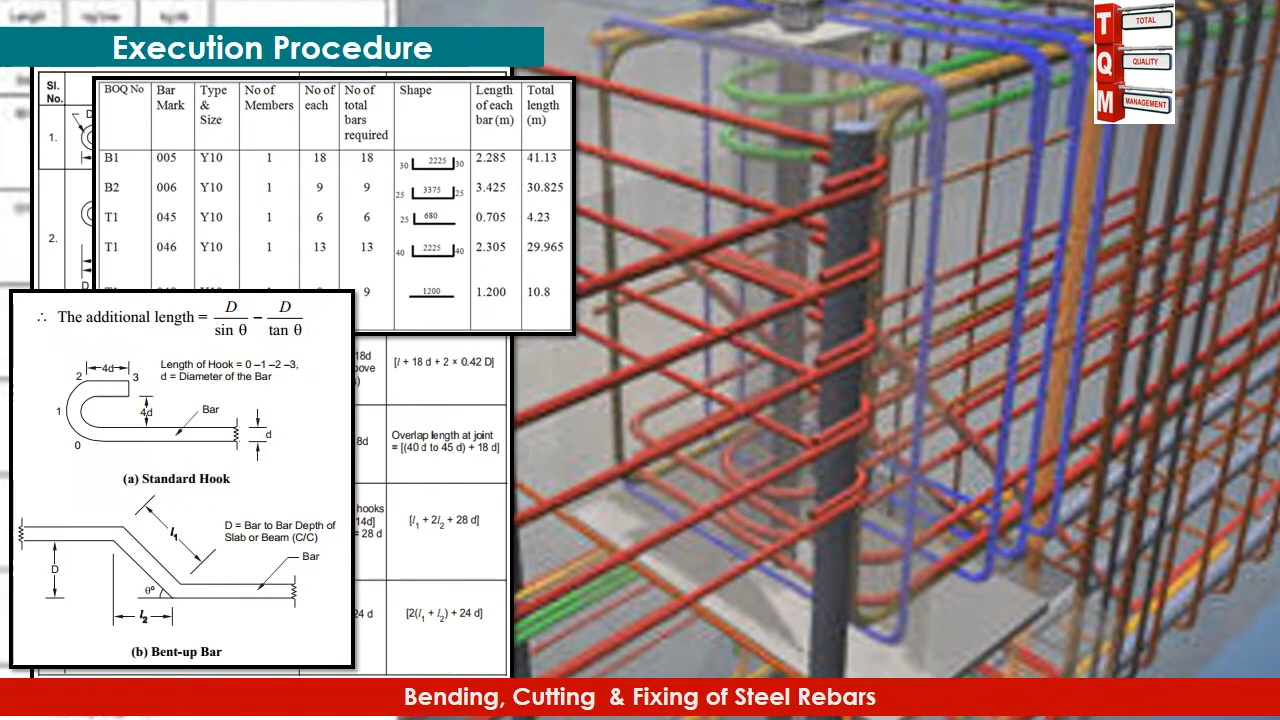 Length
Execution Procedure
TOTAL
QUALITY
MANAGEMENT
T
Q
M
Sl.
No.
1.
2.
D
D
BOQ No Bar Mark Type & Size No of Members No of each No of total bars required Shape Length of each bar (m) Total length (m)
B1 005 Y10 1 18 18 30 2225 30 2.285 41.13
B2 006 Y10 1 9 9 25 3375 25 3.425 30.825
T1 045 Y10 1 6 6 25 680 0.705 4.23
T1 046 Y10 1 13 13 40 2225 40 2.305 29.965
9 1200 1.200 10.8
∴ The additional length = D/sin θ − D/tan θ
4d
2
3
Length of Hook = 0 –1 –2 –3,
d = Diameter of the Bar
1
4d
Bar
d
0
(a) Standard Hook
l1
D = Bar to Bar Depth of
Slab or Beam (C/C)
Bar
D
θº
l2
(b) Bent-up Bar
18d
[l + 18 d + 2 × 0.42 D]
Overlap length at joint
= [(40 d to 45 d) + 18 d]
8d
hooks
14d]
= 28 d
[l1 + 2l2 + 28 d]
24 d
[2(l1 + l2) + 24 d]
Bending, Cutting & Fixing of Steel Rebars